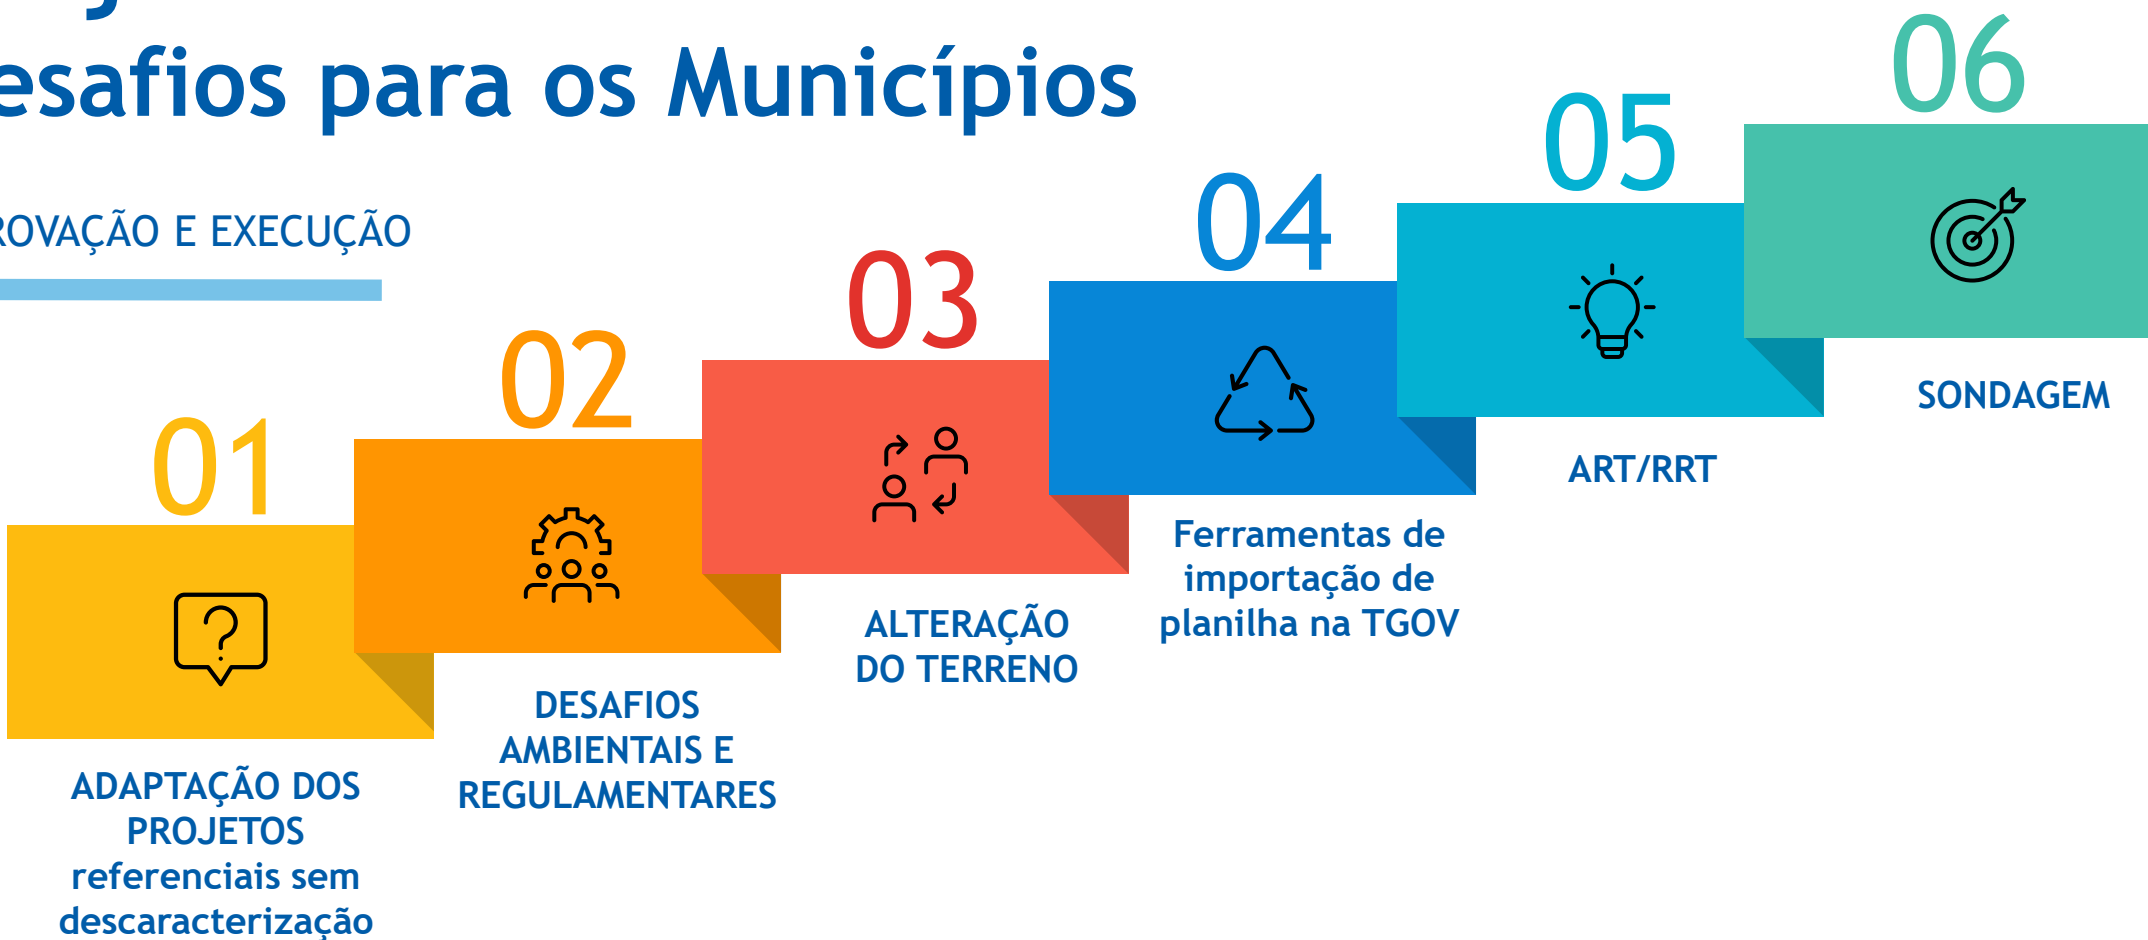 esafios para os Municípios
ROVAÇÃO E EXECUÇÃO
01
ADAPTAÇÃO DOS
PROJETOS
referenciais sem
descaracterização
02
DESAFIOS
AMBIENTAIS E
REGULAMENTARES
03
ALTERAÇÃO
DO TERRENO
04
Ferramentas de
importação de
planilha na TGOV
05
ART/RRT
06
SONDAGEM